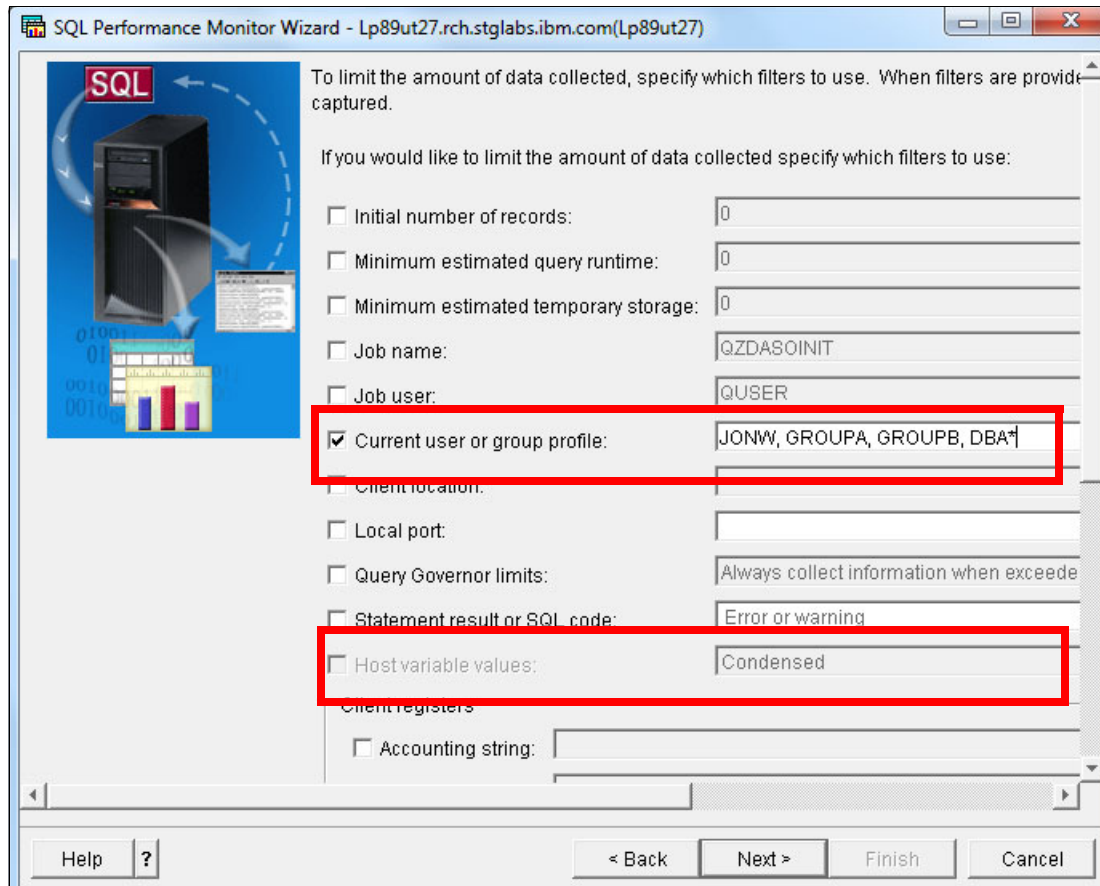 SQL Performance Monitor Wizard - Lp89ut27.rch.stglabs.ibm.com(Lp89ut27)
SQL
To limit the amount of data collected, specify which filters to use. When filters are provide
captured.
If you would like to limit the amount of data collected specify which filters to use:
Initial number of records: 0
Minimum estimated query runtime: 0
Minimum estimated temporary storage: 0
Job name: QZDASOINIT
Job user: QUSER
Current user or group profile: JONW, GROUPA, GROUPB, DBA*
Client location:
Local port:
Query Governor limits: Always collect information when exceede
Statement result or SQL code: Error or warning
Host variable values: Condensed
Client registers
Accounting string:
Help ? < Back Next > Finish Cancel